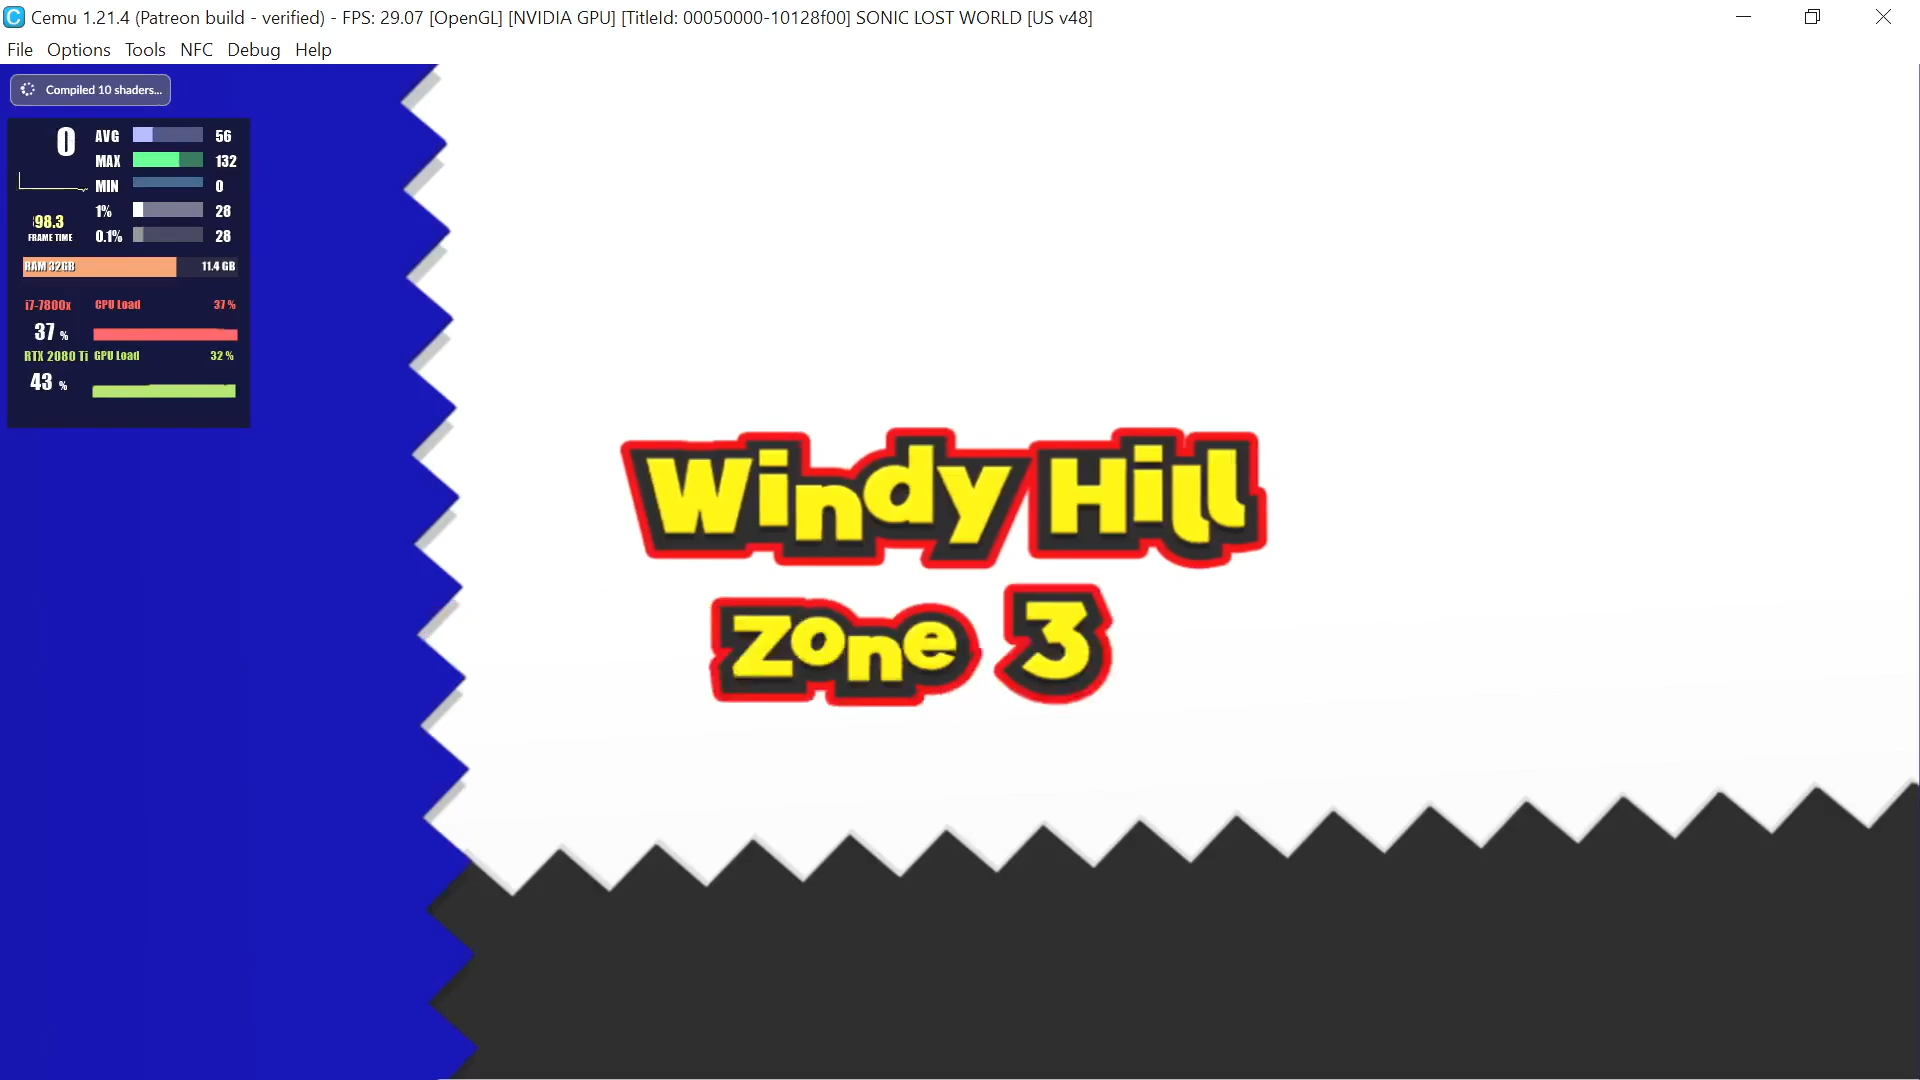 Cemu 1.21.4 (Patreon build - verified) - FPS: 29.07 [OpenGL] [NVIDIA GPU] [TitleId: 00050000-10128f00] SONIC LOST WORLD [US v48]
File Options Tools NFC Debug Help
Compiled 10 shaders...
0
AVG 56
MAX 132
MIN 0
1% 28
0.1% 28
98.3
FRAME TIME
RAM 32GB 11.4 GB
i7-7800x CPU Load 37 %
37 %
RTX 2080 Ti GPU Load 32 %
43 %
Windy Hill
Zone 3